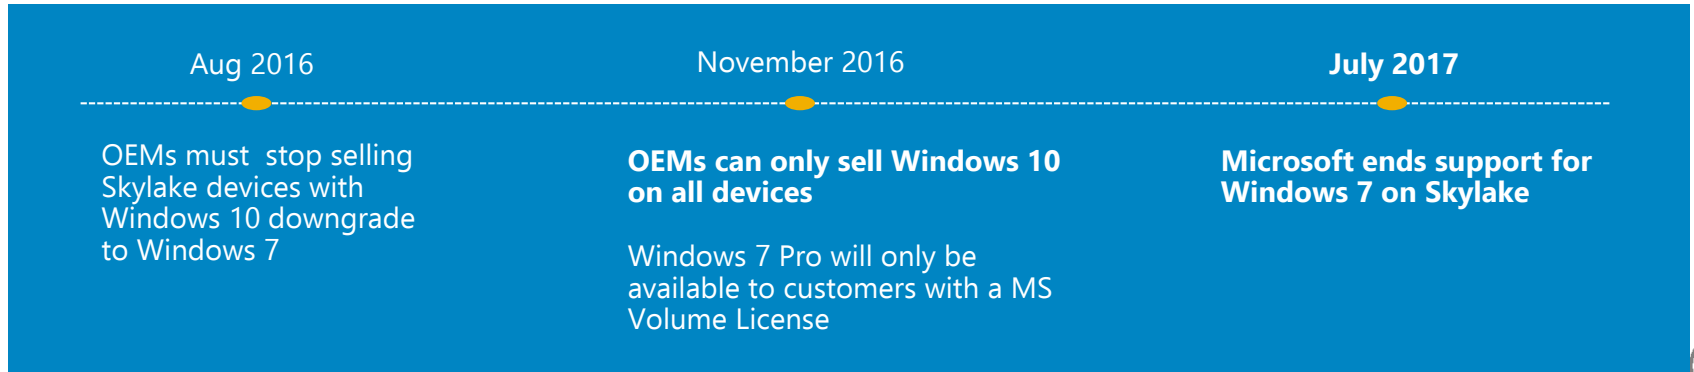 Aug 2016
OEMs must  stop selling
Skylake devices with
Windows 10 downgrade
to Windows 7
November 2016
OEMs can only sell Windows 10
on all devices
Windows 7 Pro will only be
available to customers with a MS
Volume License
July 2017
Microsoft ends support for
Windows 7 on Skylake